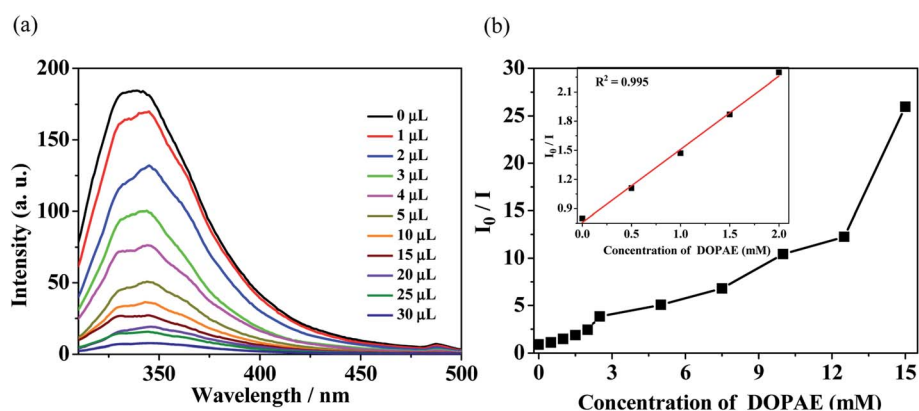 (a)
200
150
100
50
0
Intensity (a. u.)
350
400
450
500
Wavelength / nm
0 μL
1 μL
2 μL
3 μL
4 μL
5 μL
10 μL
15 μL
20 μL
25 μL
30 μL
(b)
30
25
20
15
10
5
0
I0 / I
0
3
6
9
12
15
Concentration of DOPAE (mM)
R² = 0.995
2.1
1.8
1.5
1.2
0.9
I0 / I
0.0
0.5
1.0
1.5
2.0
Concentration of DOPAE (mM)